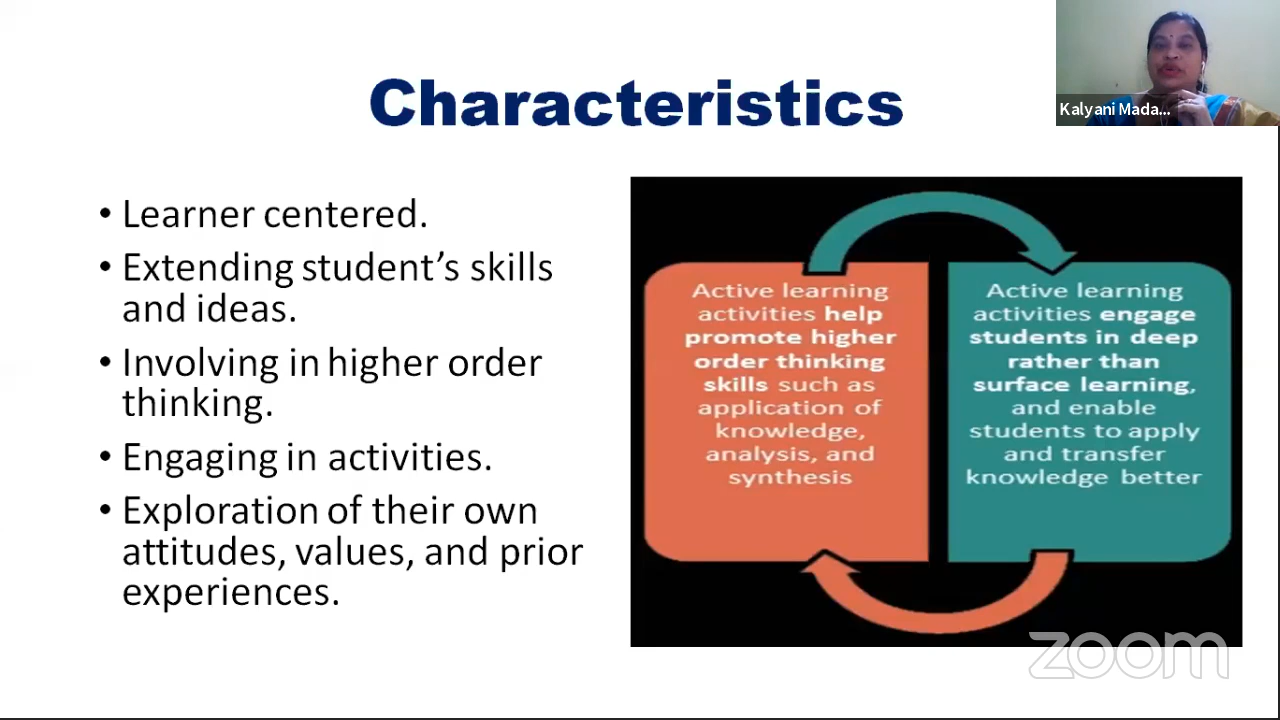 Characteristics
Kalyani Mada...
• Learner centered.
• Extending student’s skills
and ideas.
• Involving in higher order
thinking.
• Engaging in activities.
• Exploration of their own
attitudes, values, and prior
experiences.
Active learning
activities help
promote higher
order thinking
skills such as
application of
knowledge,
analysis, and
synthesis
Active learning
activities engage
students in deep
rather than
surface learning,
and enable
students to apply
and transfer
knowledge better
zoom